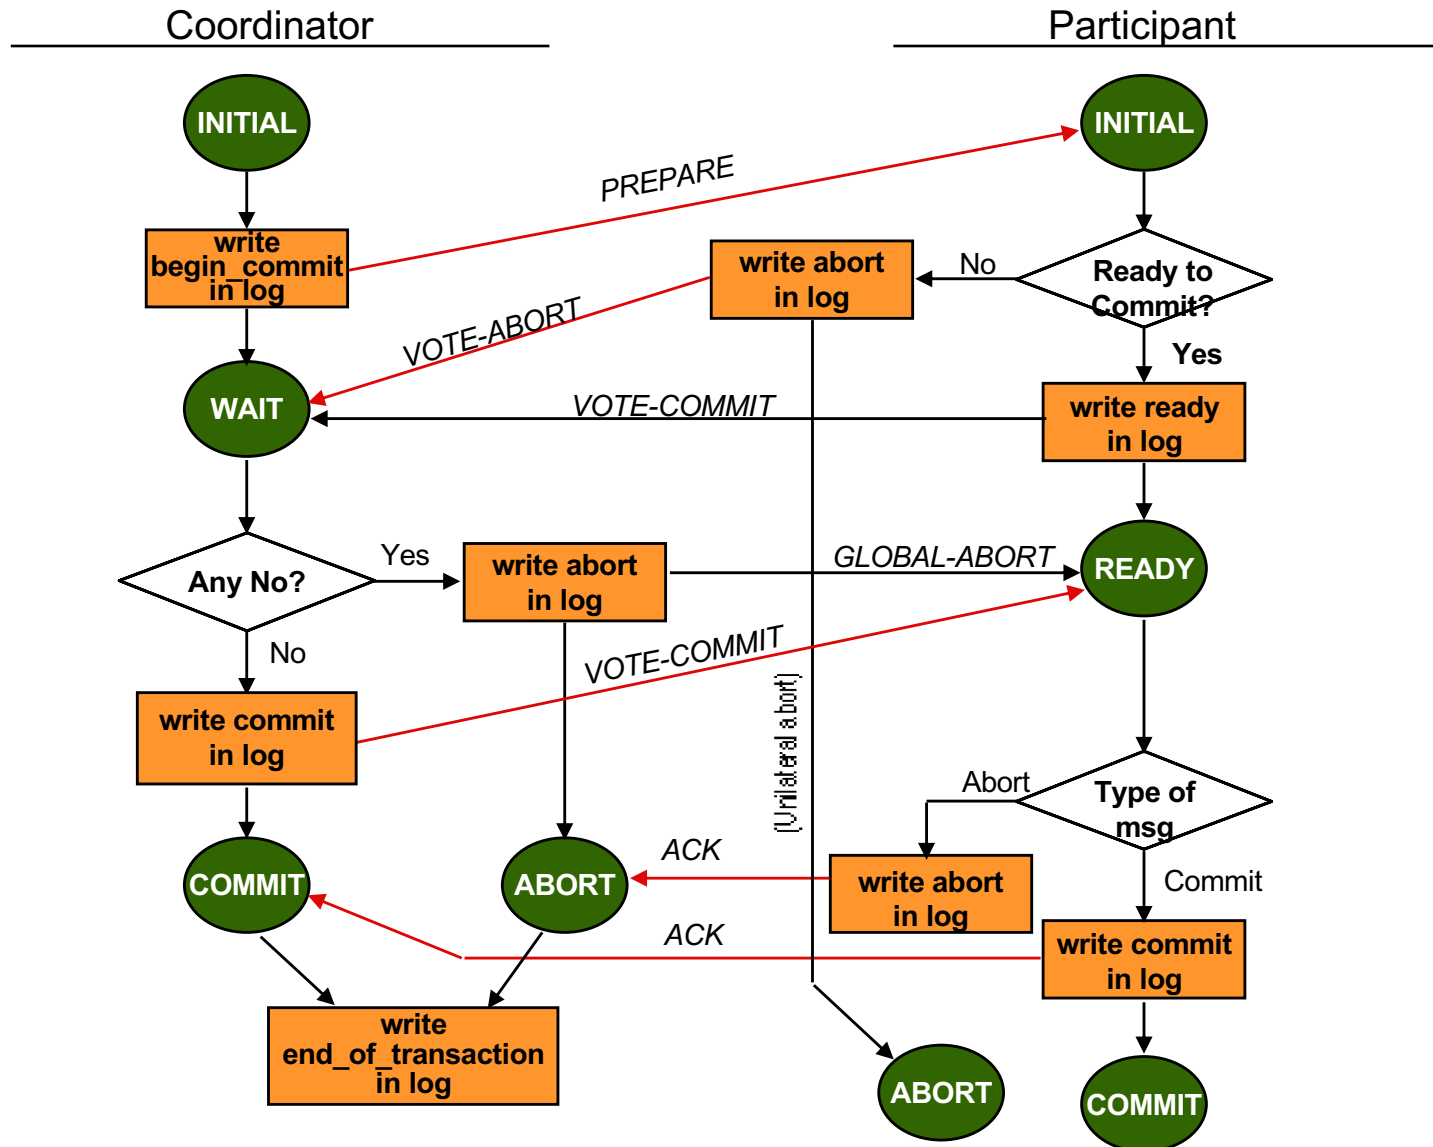 Coordinator
Participant
INITIAL
INITIAL
PREPARE
write
begin_commit
in log
write abort
in log
No
Ready to
Commit?
VOTE-ABORT
Yes
WAIT
VOTE-COMMIT
write ready
in log
Any No?
Yes
write abort
in log
GLOBAL-ABORT
READY
No
VOTE-COMMIT
write commit
in log
(Unilateral abort)
Abort
Type of
msg
COMMIT
ABORT
ACK
write abort
in log
Commit
ACK
write commit
in log
write
end_of_transaction
in log
ABORT
COMMIT